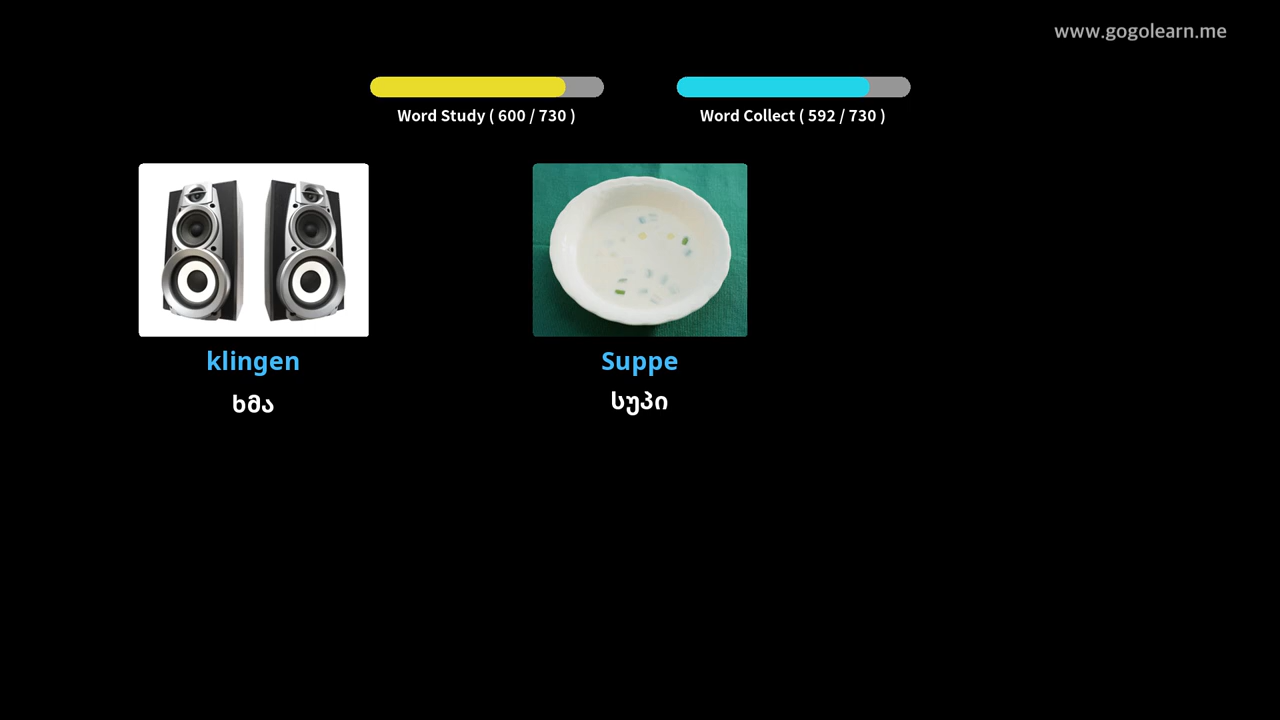 www.gogolearn.me
Word Study ( 600 / 730 )
Word Collect ( 592 / 730 )
klingen
Suppe
ხმა
სუპი